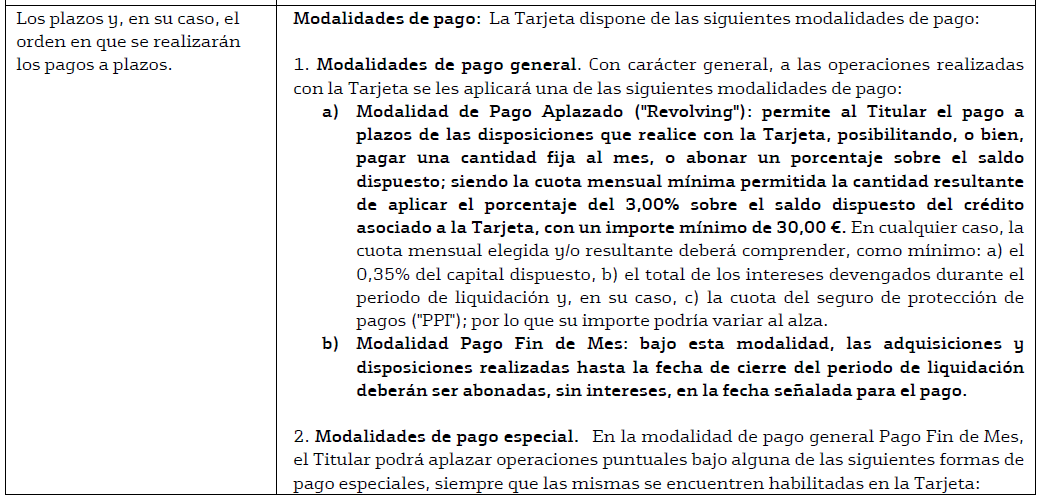 Los plazos y, en su caso, el
orden en que se realizarán
los pagos a plazos.
Modalidades de pago: La Tarjeta dispone de las siguientes modalidades de pago:
1. Modalidades de pago general. Con carácter general, a las operaciones realizadas
con la Tarjeta se les aplicará una de las siguientes modalidades de pago:
a) Modalidad de Pago Aplazado ("Revolving"): permite al Titular el pago a
plazos de las disposiciones que realice con la Tarjeta, posibilitando, o bien,
pagar una cantidad fija al mes, o abonar un porcentaje sobre el saldo
dispuesto; siendo la cuota mensual mínima permitida la cantidad resultante
de aplicar el porcentaje del 3,00% sobre el saldo dispuesto del crédito
asociado a la Tarjeta, con un importe mínimo de 30,00 €. En cualquier caso, la
cuota mensual elegida y/o resultante deberá comprender, como mínimo: a) el
0,35% del capital dispuesto, b) el total de los intereses devengados durante el
periodo de liquidación y, en su caso, c) la cuota del seguro de protección de
pagos ("PPI"); por lo que su importe podría variar al alza.
b) Modalidad Pago Fin de Mes: bajo esta modalidad, las adquisiciones y
disposiciones realizadas hasta la fecha de cierre del periodo de liquidación
deberán ser abonadas, sin intereses, en la fecha señalada para el pago.
2. Modalidades de pago especial. En la modalidad de pago general Pago Fin de Mes,
el Titular podrá aplazar operaciones puntuales bajo alguna de las siguientes formas de
pago especiales, siempre que las mismas se encuentren habilitadas en la Tarjeta: